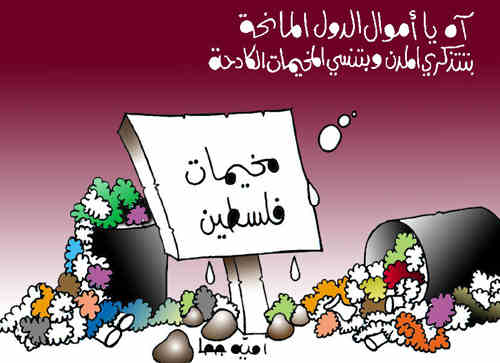 آه يا أموال الدول المانحة
بتتذكري المدن وبتنسي المخيمات الكادحة
مخيمات
فلسطين
أمية جحا